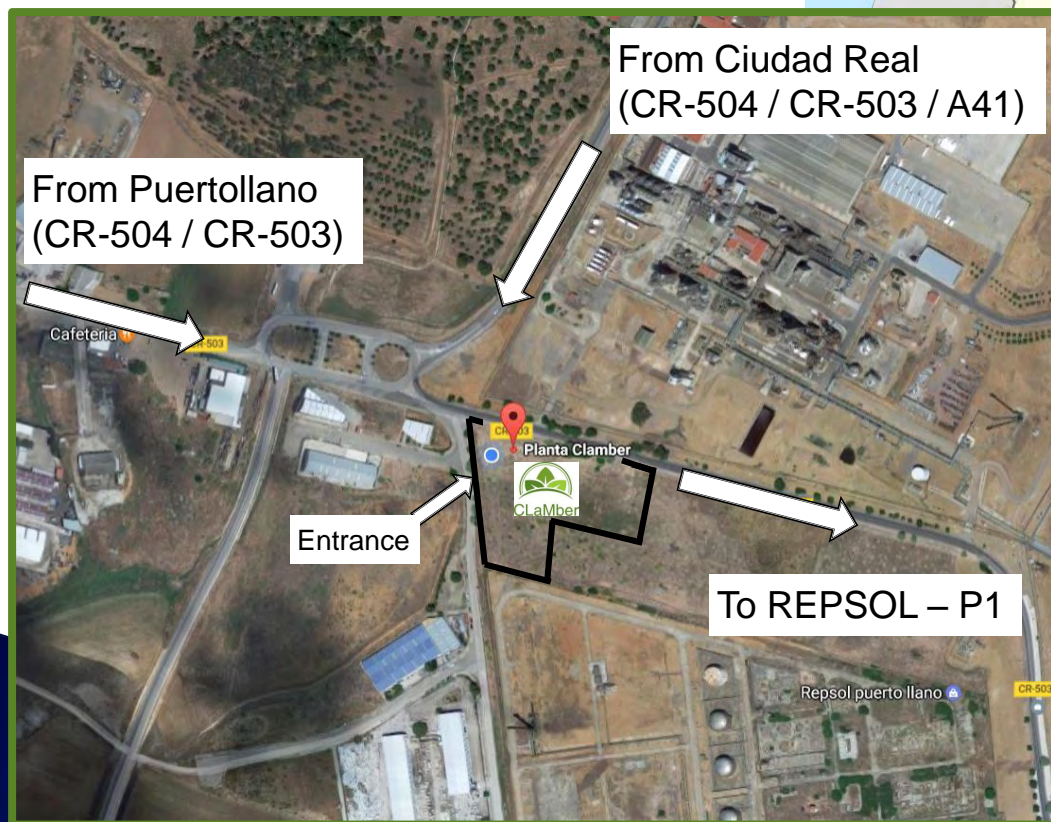 From Ciudad Real
(CR-504 / CR-503 / A41)
From Puertollano
(CR-504 / CR-503)
Cafeteria
CR-503
CR-503
Planta Clamber
CLaMber
Entrance
To REPSOL – P1
Repsol puerto llano
CR-503